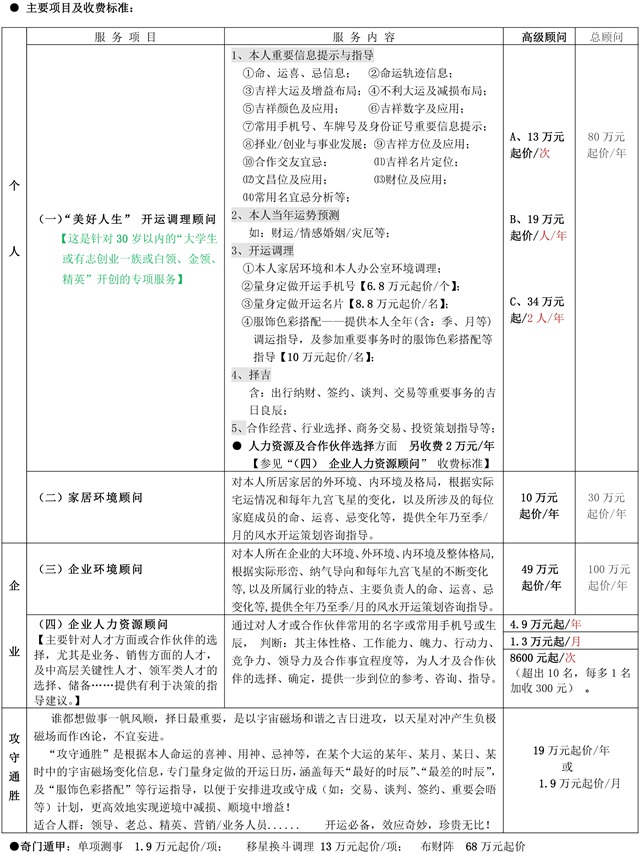 ● 主要项目及收费标准:
服 务 项 目
服 务 内 容
高级顾问
总顾问
个
人
(一)“美好人生” 开运调理顾问
【这是针对 30 岁以内的“大学生
或有志创业一族或白领、金领、
精英”开创的专项服务】
1、本人重要信息提示与指导
①命、运喜、忌信息; ②命运轨迹信息;
③吉祥大运及增益布局; ④不利大运及减损布局;
⑤吉祥颜色及应用; ⑥吉祥数字及应用;
⑦常用手机号、车牌号及身份证号重要信息提示;
⑧择业/创业与事业发展; ⑨吉祥方位及应用;
⑩合作交友宜忌; ⑾吉祥名片定位;
⑿文昌位及应用; ⒀财位及应用;
⒁常用名宜忌分析等;
2、本人当年运势预测
如: 财运/情感婚姻/灾厄等;
3、开运调理
①本人家居环境和本人办公室环境调理;
②量身定做开运手机号【6.8 万元起价/个】;
③量身定做开运名片【8.8 万元起价/名】;
④服饰色彩搭配——提供本人全年(含: 季、月等)
调运指导, 及参加重要事务时的服饰色彩搭配等
指导【10 万元起价/名】;
4、择吉
含: 出行纳财、签约、谈判、交易等重要事务的吉
日良辰;
5、合作经营、行业选择、商务交易、投资策划指导等;
● 人力资源及合作伙伴选择方面 另收费 2 万元/年
【参见“(四) 企业人力资源顾问” 收费标准】
A、13 万元
起价/次
B、19 万元
起价/人/年
C、34 万元
起/2 人/年
80 万元
起价/年
(二) 家居环境顾问
对本人所居家居的外环境、内环境及格局, 根据实际
宅运情况和每年九宫飞星的变化, 以及所涉及的每位
家庭成员的命、运喜、忌变化等, 提供全年乃至季/
月的风水开运策划咨询指导。
10 万元
起价/年
30 万元
起价/年
企
业
(三) 企业环境顾问
对本人所在企业的大环境、外环境、内环境及整体格局,
根据实际形峦、纳气导向和每年九宫飞星的不断变化
等, 以及所属行业的特点、主要负责人的命、运喜、忌
变化等, 提供全年乃至季/月的风水开运策划咨询指导。
49 万元
起价/年
100 万元
起价/年
(四) 企业人力资源顾问
【主要针对人才方面或合作伙伴的选
择, 尤其是业务、销售方面的人才,
及中高层关键性人才、领军类人才的
选择、储备……提供有利于决策的指
导建议。】
通过对人才或合作伙伴常用的名字或常用手机号或生
辰, 判断: 其主体性格、工作能力、魄力、行动力、
竞争力、领导力及合作事宜程度等, 为人才及合作伙
伴的选择、确定, 提供一步到位的参考、咨询、指导。
4.9 万元起/年
1.3 万元起/月
8600 元起/次
(超出 10 名, 每多 1 名
加收 300 元) 。
攻
守
通
胜
谁都想做事一帆风顺, 择日最重要, 是以宇宙磁场和谐之吉日进攻, 以天星对冲产生负极
磁场而作凶论, 不宜妄进。
“攻守通胜”是根据本人命运的喜神、用神、忌神等, 在某个大运的某年、某月、某日、某
时中的宇宙磁场变化信息, 专门量身定做的开运日历, 涵盖每天“最好的时辰”、“最差的时辰”,
及“服饰色彩搭配”等行运指导, 以便于安排进攻或守成(如: 交易、谈判、签约、重要会晤
等) 计划, 更高效地实现逆境中减损、顺境中增益!
适合人群: 领导、老总、精英、营销/业务人员...... 开运必备, 效应奇妙, 珍贵无比!
19 万元起价/年
或
1.9 万元起价/月
●奇门遁甲: 单项测事 1.9 万元起价/项; 移星换斗调理 13 万元起价/项; 布财阵 68 万元起价